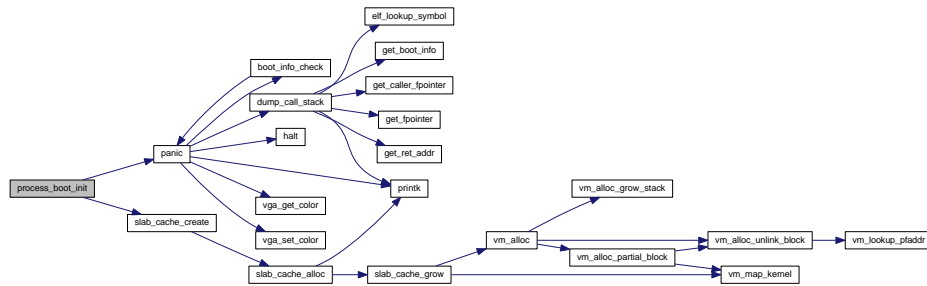 elf_lookup_symbol
get_boot_info
boot_info_check
get_caller_fpointer
dump_call_stack
get_fpointer
halt
panic
get_ret_addr
process_boot_init
printk
vm_alloc_grow_stack
vga_get_color
slab_cache_create
vga_set_color
vm_alloc
vm_alloc_unlink_block
vm_lookup_pfaddr
vm_alloc_partial_block
slab_cache_alloc
slab_cache_grow
vm_map_kernel